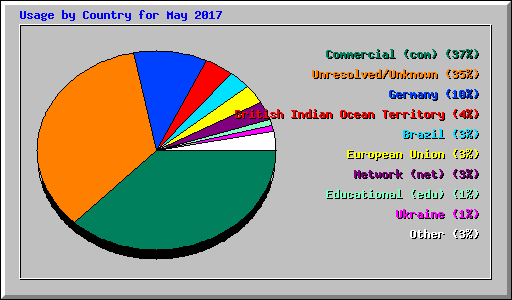 Usage by Country for May 2017
Commercial (com) (37%)
Unresolved/Unknown (35%)
Germany (10%)
British Indian Ocean Territory (4%)
Brazil (3%)
European Union (3%)
Network (net) (3%)
Educational (edu) (1%)
Ukraine (1%)
Other (3%)